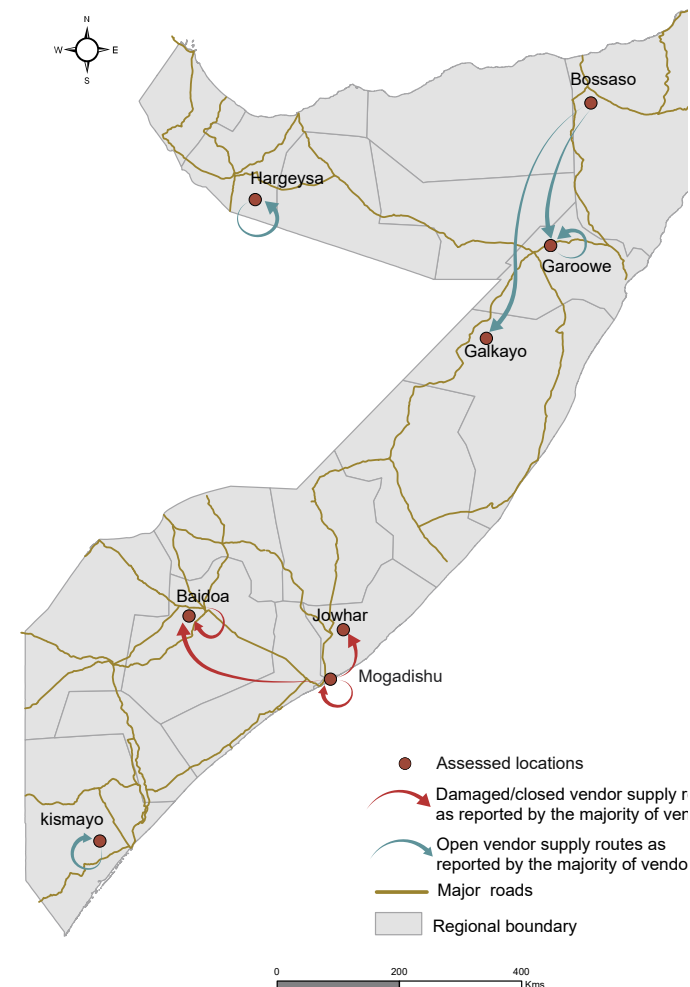 N
W E
S
Bossaso
Hargeysa
Garoowe
Galkayo
Baidoa
Jowhar
Mogadishu
kismayo
Assessed locations
Damaged/closed vendor supply
as reported by the majority of
Open vendor supply routes as
reported by the majority of
Major roads
Regional boundary
0 200 400
Kms